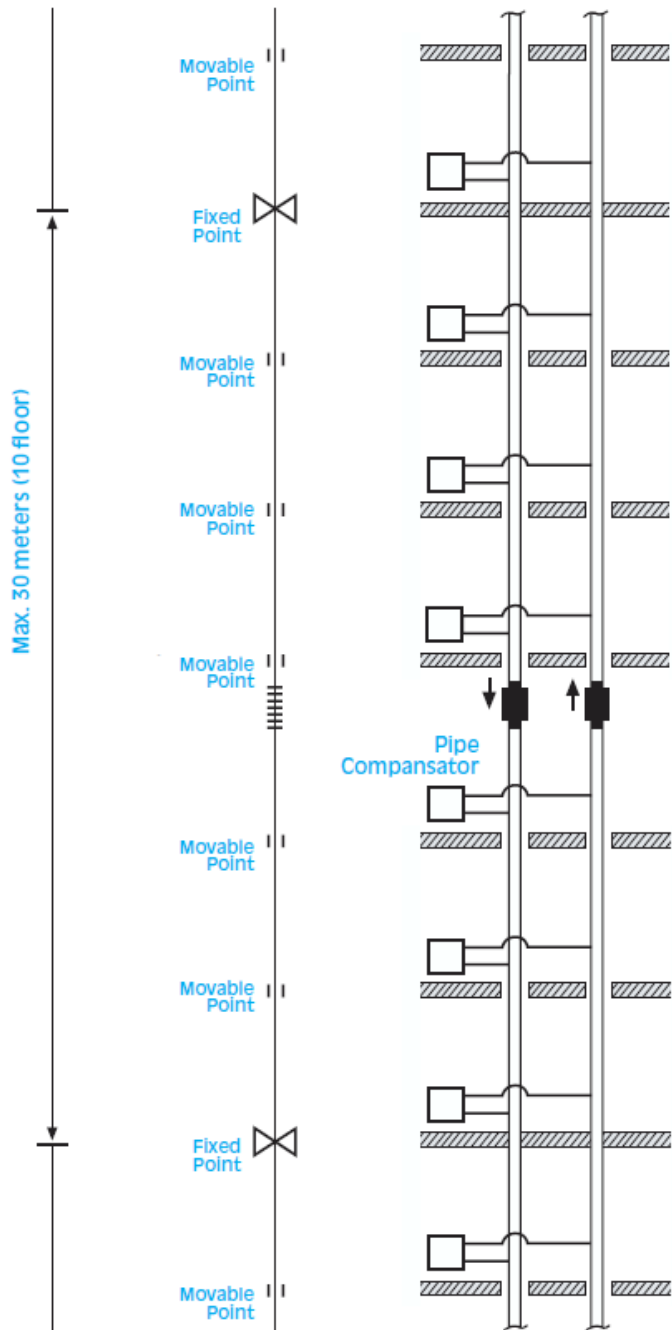 Movable
Point
Fixed
Point
Movable
Point
Max. 30 meters (10 floor)
Movable
Point
Movable
Point
Pipe
Compansator
Movable
Point
Movable
Point
Fixed
Point
Movable
Point